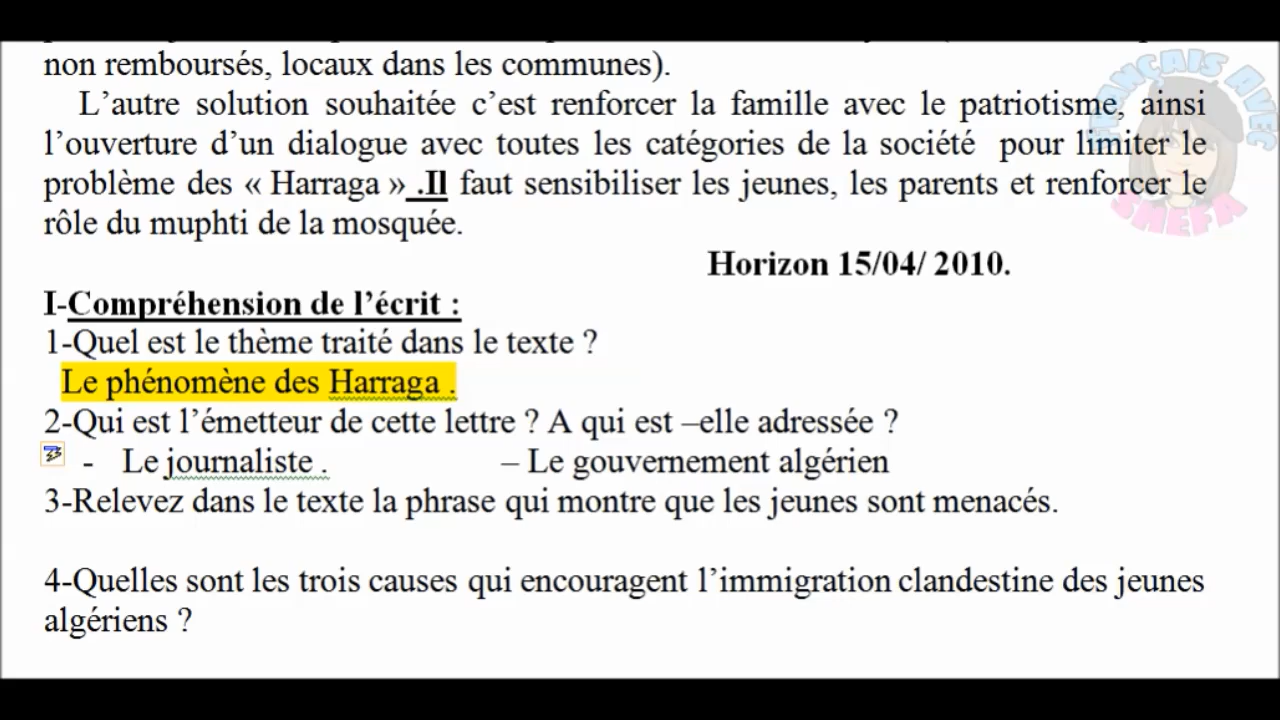 non remboursés, locaux dans les communes).
L’autre solution souhaitée c’est renforcer la famille avec le patriotisme, ainsi
l’ouverture d’un dialogue avec toutes les catégories de la société pour limiter le
problème des « Harraga » .Il faut sensibiliser les jeunes, les parents et renforcer le
rôle du muphti de la mosquée.
Horizon 15/04/ 2010.
I-Compréhension de l’écrit :
1-Quel est le thème traité dans le texte ?
Le phénomène des Harraga .
2-Qui est l’émetteur de cette lettre ? A qui est –elle adressée ?
- Le journaliste . – Le gouvernement algérien
3-Relevez dans le texte la phrase qui montre que les jeunes sont menacés.
4-Quelles sont les trois causes qui encouragent l’immigration clandestine des jeunes
algériens ?
FRANÇAIS AVEC
SMEFA